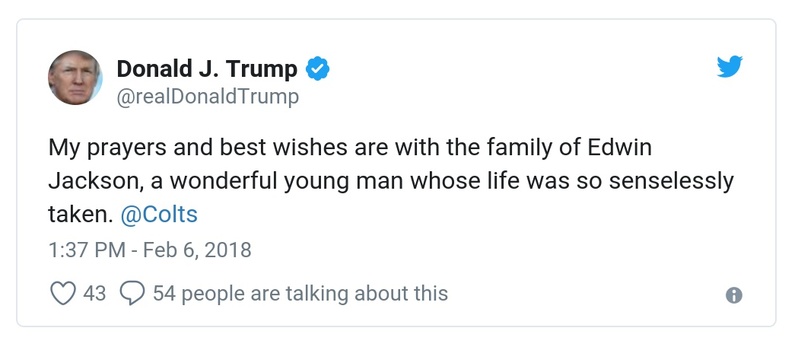 Donald J. Trump
@realDonaldTrump
My prayers and best wishes are with the family of Edwin
Jackson, a wonderful young man whose life was so senselessly
taken. @Colts
1:37 PM - Feb 6, 2018
43 54 people are talking about this